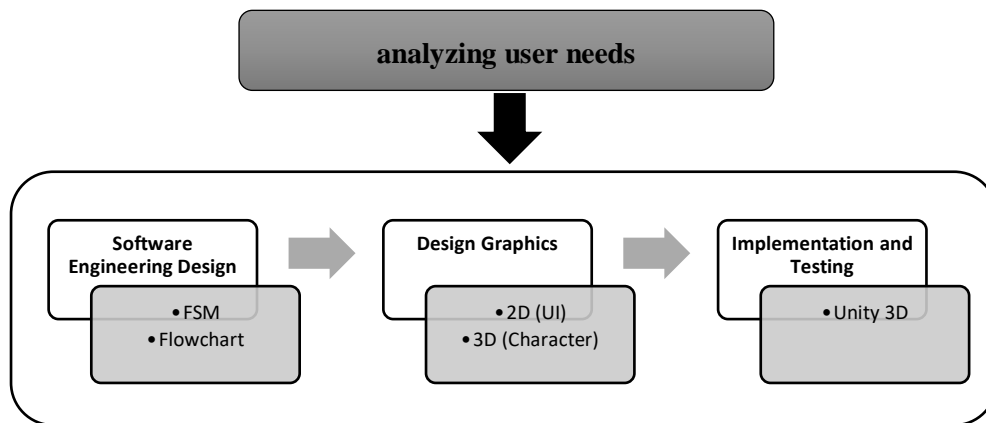 analyzing user needs
Software
Engineering Design
• FSM
• Flowchart
Design Graphics
• 2D (UI)
• 3D (Character)
Implementation and
Testing
• Unity 3D